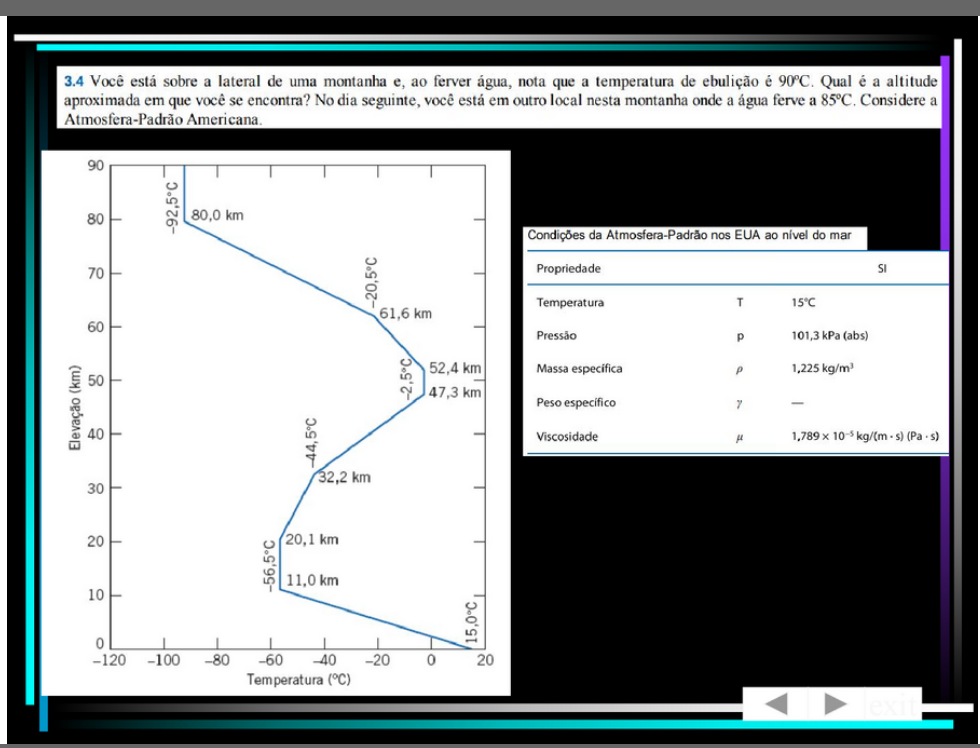 3.4 Você está sobre a lateral de uma montanha e, ao ferver água, nota que a temperatura de ebulição é 90ºC. Qual é a altitude
aproximada em que você se encontra? No dia seguinte, você está em outro local nesta montanha onde a água ferve a 85ºC. Considere a
Atmosfera-Padrão Americana.
90
80
70
60
50
40
30
20
10
0
Elevação (km)
-92,5°C
80,0 km
-20,5°C
61,6 km
52,4 km
-2,5°C
47,3 km
-44,5°C
32,2 km
20,1 km
-56,5°C
11,0 km
15,0°C
-120 -100 -80 -60 -40 -20 0 20
Temperatura (ºC)
Condições da Atmosfera-Padrão nos EUA ao nível do mar
Propriedade SI
Temperatura T 15°C
Pressão p 101,3 kPa (abs)
Massa específica ρ 1,225 kg/m³
Peso específico γ —
Viscosidade μ 1,789 × 10⁻⁵ kg/(m · s) (Pa · s)
exit